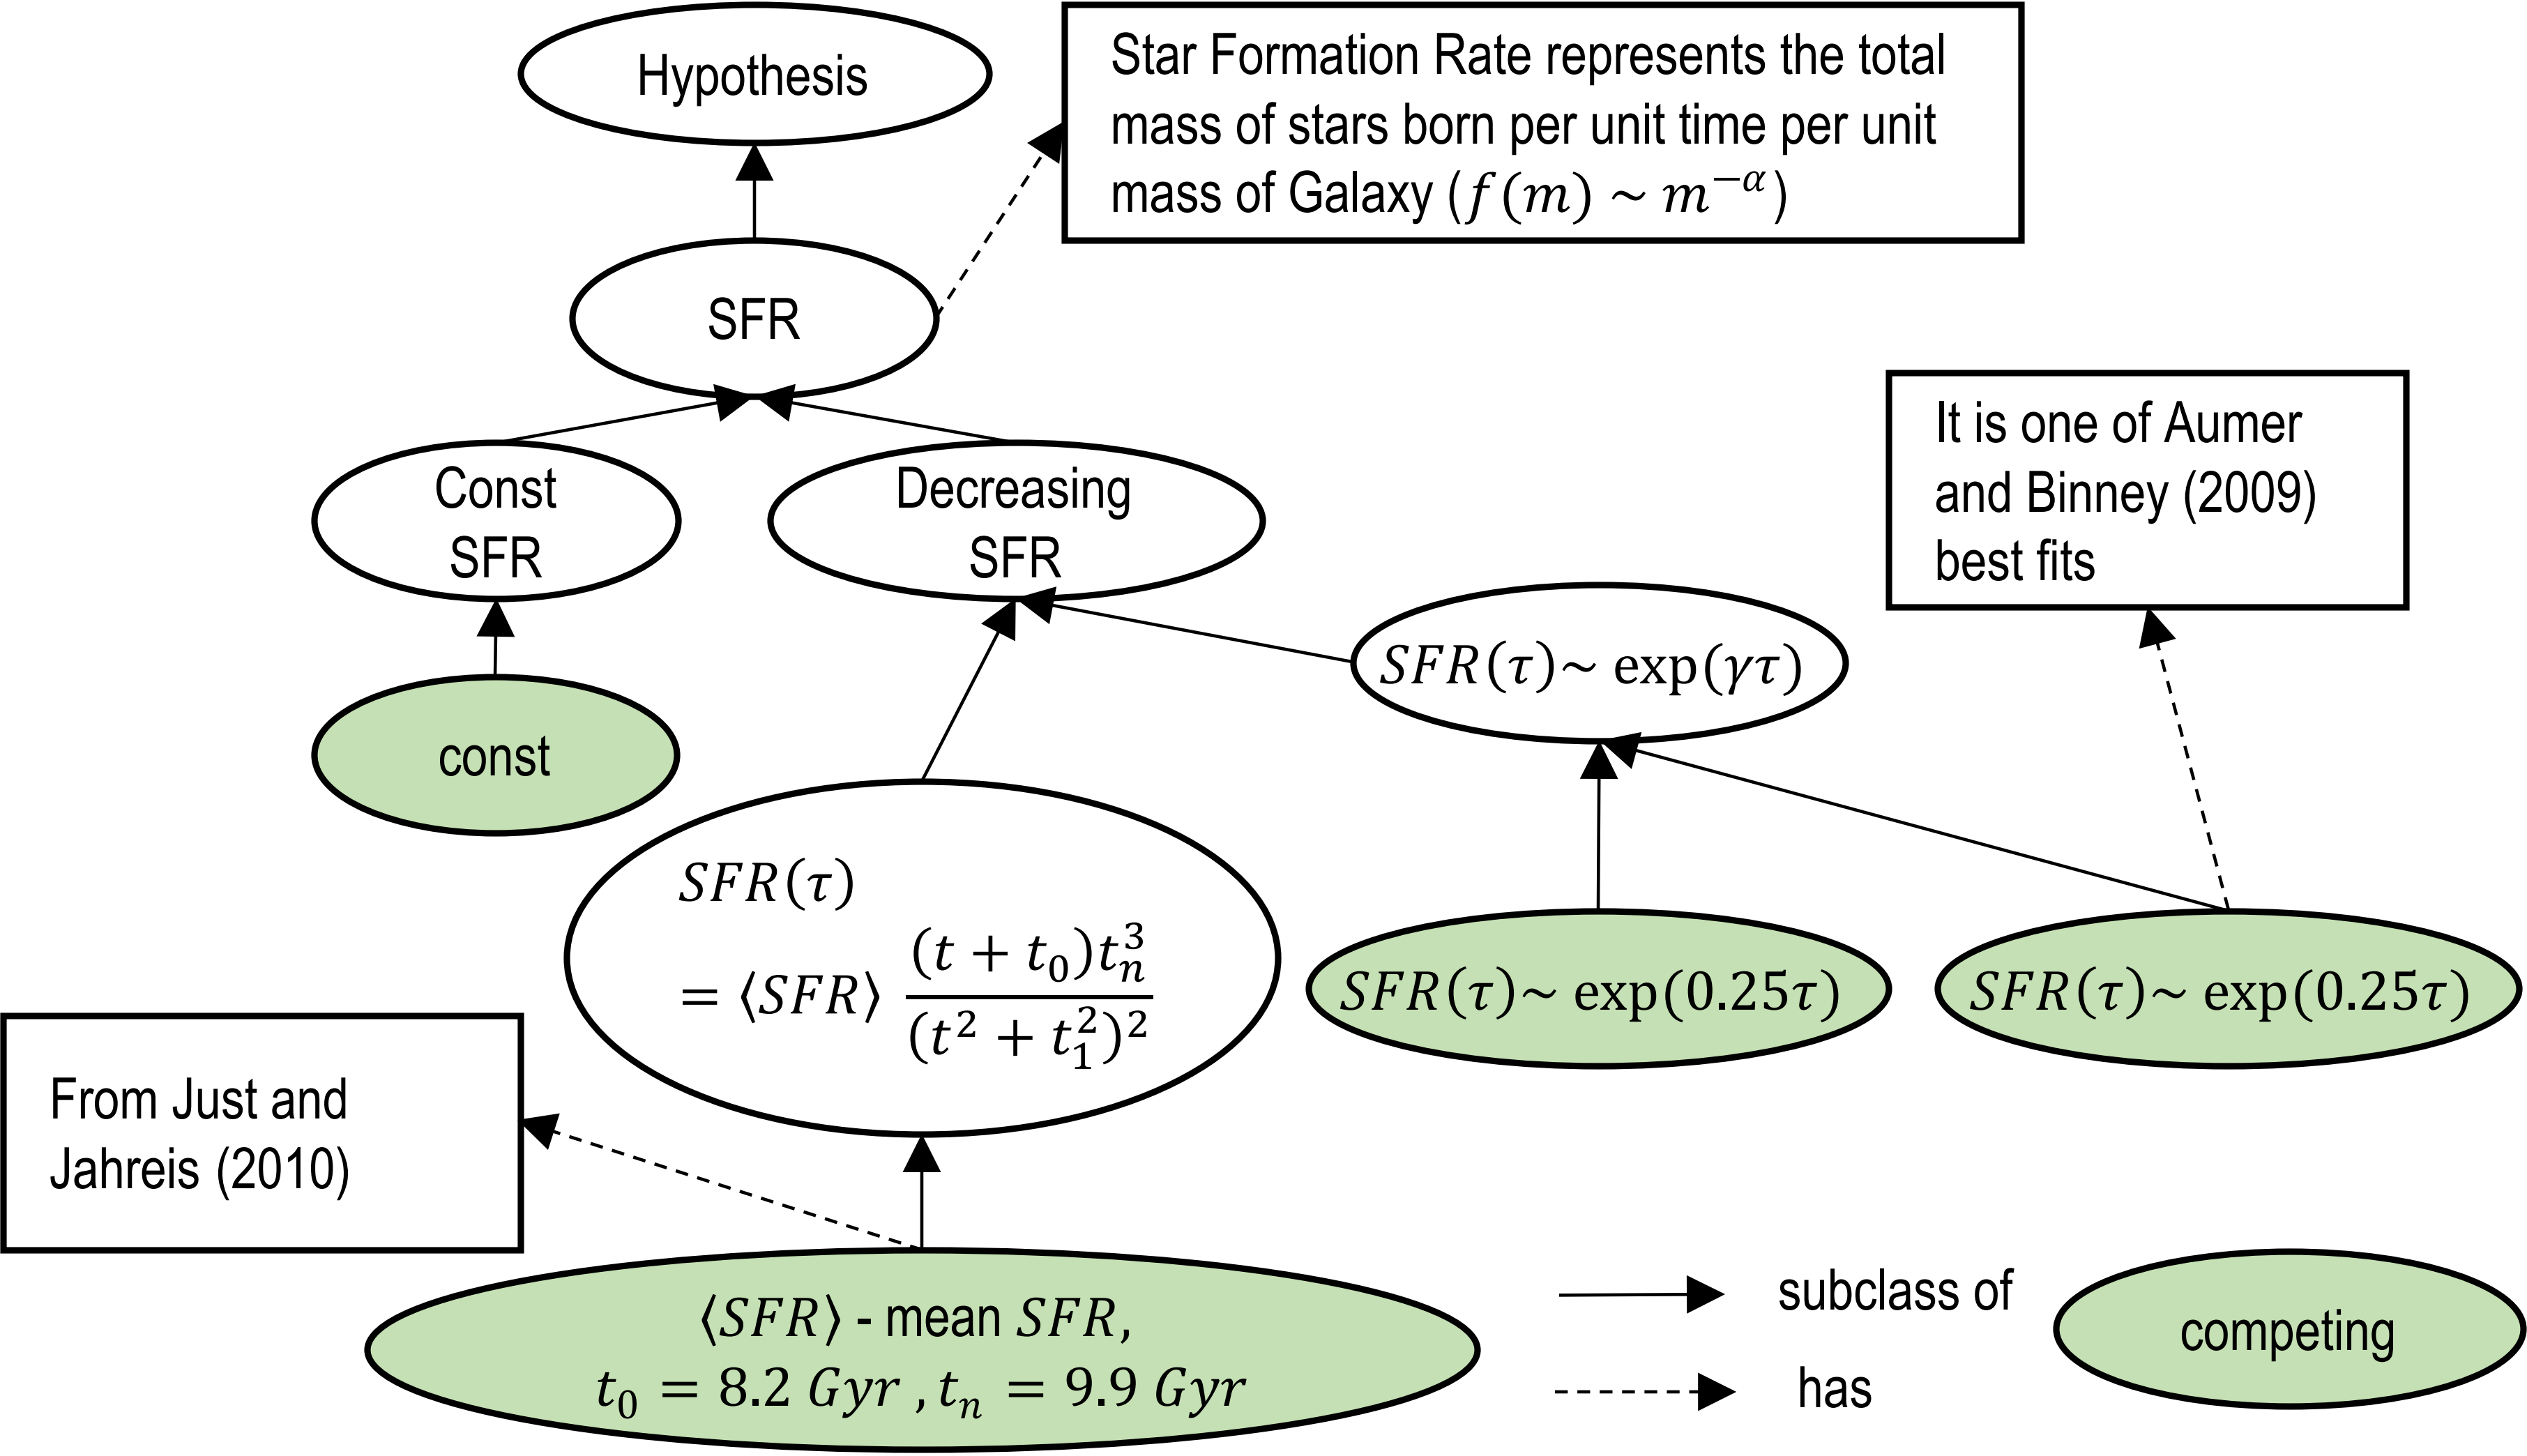 Hypothesis
Star Formation Rate represents the total
mass of stars born per unit time per unit
mass of Galaxy (f(m) ~ m^{−α})
SFR
Const
SFR
Decreasing
SFR
It is one of Aumer
and Binney (2009)
best fits
SFR(τ)~ exp(γτ)
const
SFR(τ)
= ⟨SFR⟩ \frac{(t + t_0)t_n^3}{(t^2 + t_1^2)^2}
SFR(τ)~ exp(0.25τ)
SFR(τ)~ exp(0.25τ)
From Just and
Jahreis (2010)
⟨SFR⟩ - mean SFR,
t_0 = 8.2 Gyr , t_n = 9.9 Gyr
subclass of
has
competing